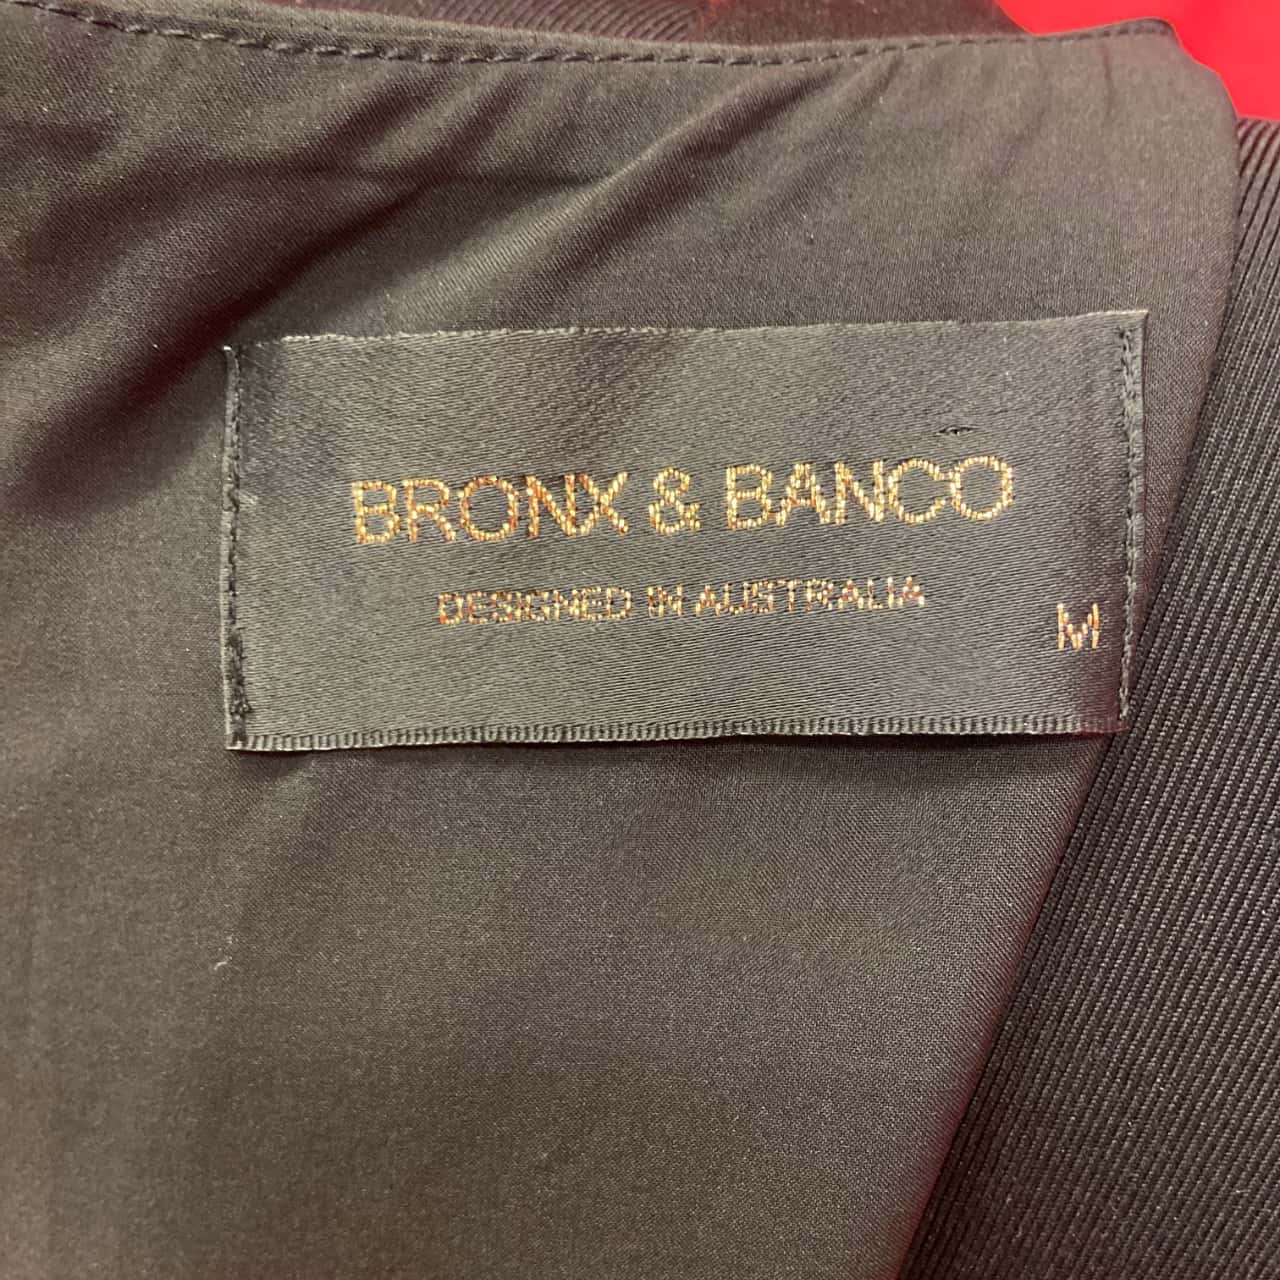 BRONX & BANCO
DESIGNED IN AUSTRALIA
M